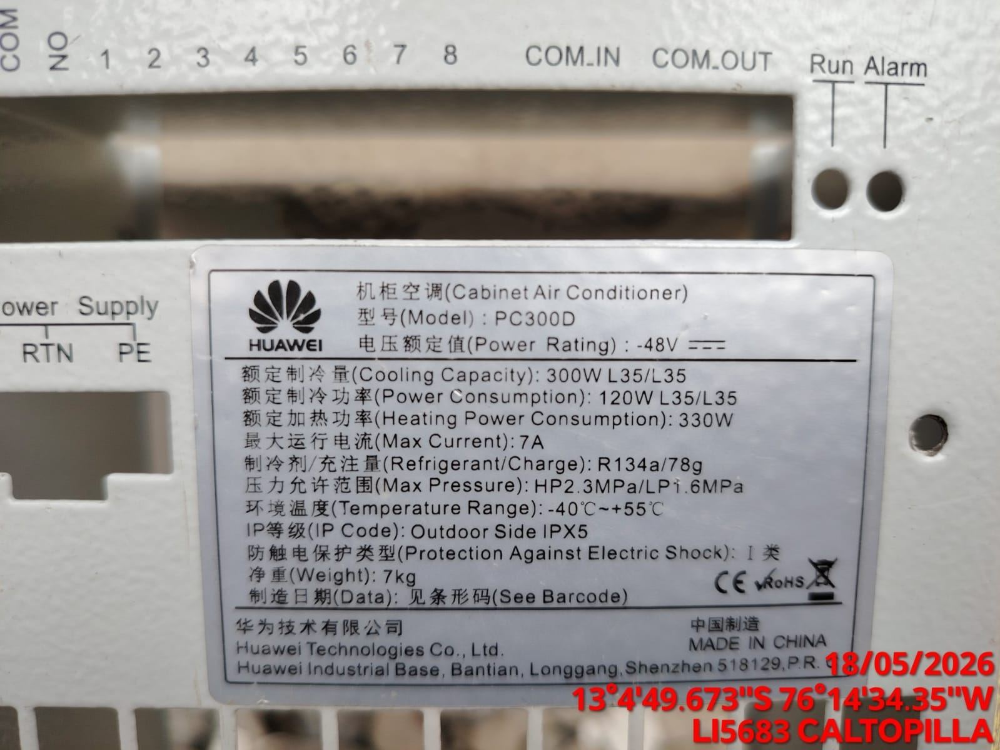 COM
NO
1 2 3 4 5 6 7 8 COM_IN COM_OUT
Run Alarm
ower Supply
RTN PE
HUAWEI
机柜空调(Cabinet Air Conditioner)
型号(Model) : PC300D
电压额定值(Power Rating) : -48V
额定制冷量(Cooling Capacity): 300W L35/L35
额定制冷功率(Power Consumption): 120W L35/L35
额定加热功率(Heating Power Consumption): 330W
最大运行电流(Max Current): 7A
制冷剂/充注量(Refrigerant/Charge): R134a/78g
压力允许范围(Max Pressure): HP2.3MPa/LP1.6MPa
环境温度(Temperature Range): -40℃~+55℃
IP等级(IP Code): Outdoor Side IPX5
防触电保护类型(Protection Against Electric Shock): I 类
净重(Weight): 7kg
CE RoHS
制造日期(Data): 见条形码(See Barcode)
华为技术有限公司
中国制造
Huawei Technologies Co., Ltd.
MADE IN CHINA
Huawei Industrial Base, Bantian, Longgang, Shenzhen 518129, P.R.
18/05/2026
13°4'49.673"S 76°14'34.35"W
LI5683 CALTOPILLA